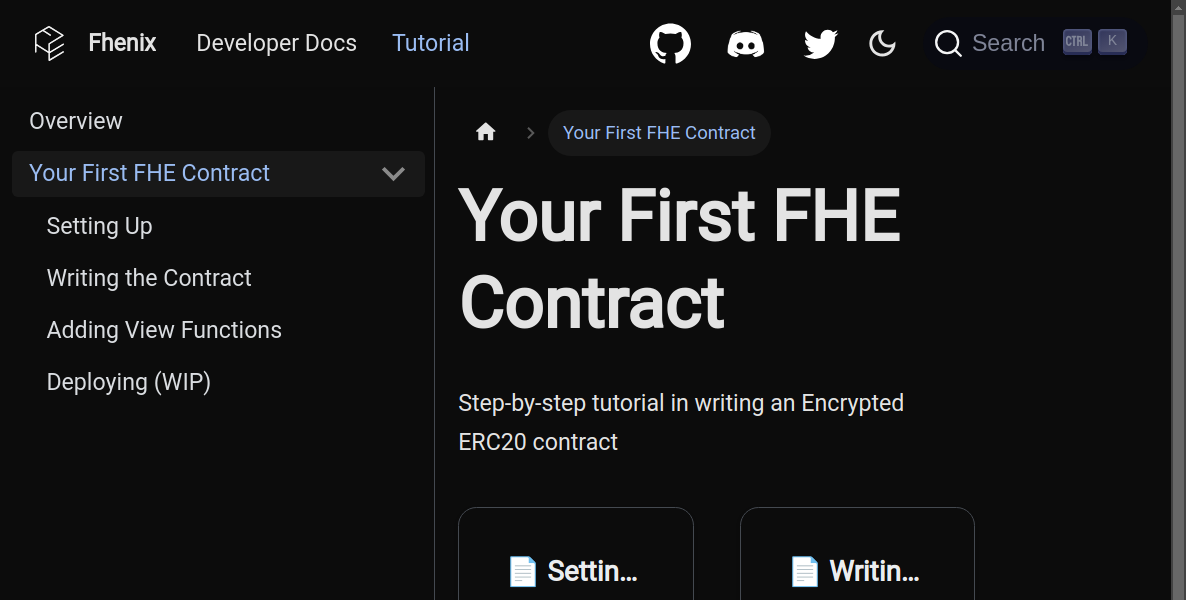 Fhenix Developer Docs Tutorial Search CTRL K
Overview
Your First FHE Contract
Setting Up
Writing the Contract
Adding View Functions
Deploying (WIP)
Your First FHE Contract
Your First FHE
Contract
Step-by-step tutorial in writing an Encrypted
ERC20 contract
Settin...
Writin...